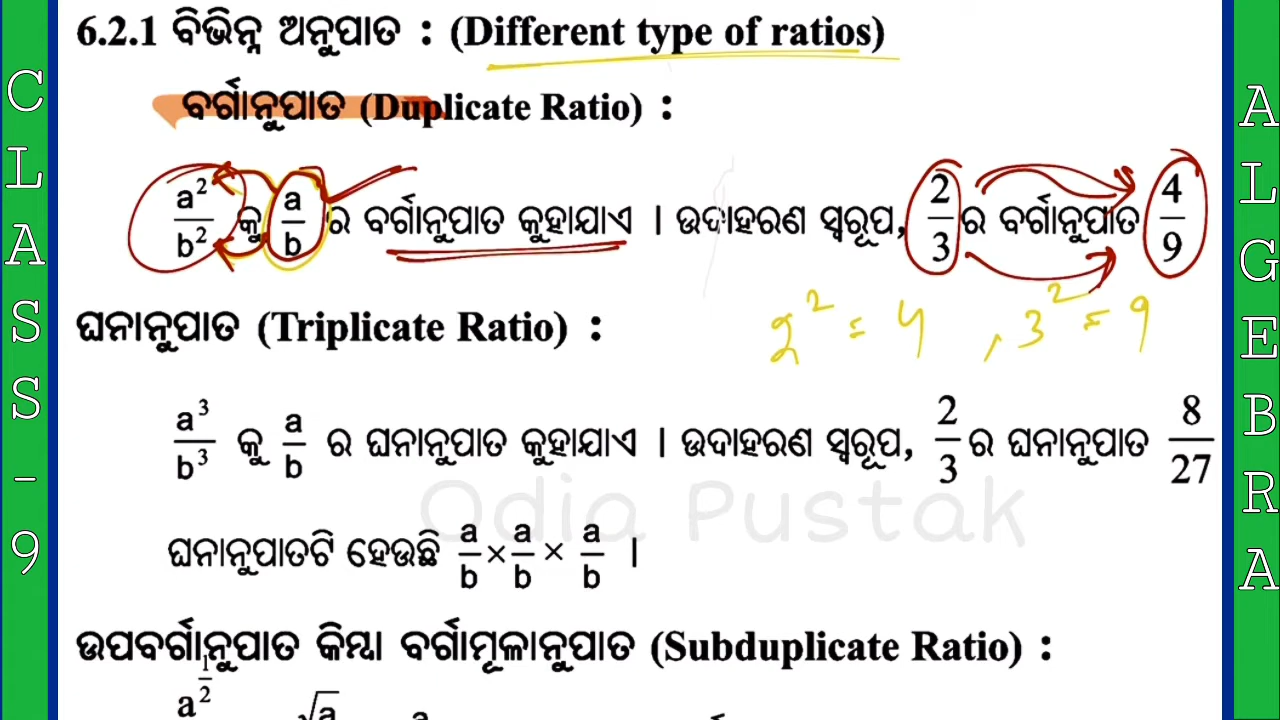 CLASS-9
6.2.1 ବିଭିନ୍ନ ଅନୁପାତ : (Different type of ratios)
ବର୍ଗାନୁପାତ (Duplicate Ratio) :
a²/b² କୁ a/b ର ବର୍ଗାନୁପାତ କୁହାଯାଏ । ଉଦାହରଣ ସ୍ୱରୂପ, 2/3 ର ବର୍ଗାନୁପାତ 4/9
2² = 4 , 3² = 9
ଘନାନୁପାତ (Triplicate Ratio) :
a³/b³ କୁ a/b ର ଘନାନୁପାତ କୁହାଯାଏ । ଉଦାହରଣ ସ୍ୱରୂପ, 2/3 ର ଘନାନୁପାତ 8/27
Odia Pustak
ଘନାନୁପାତଟି ହେଉଛି a/b × a/b × a/b ।
ଉପବର୍ଗାନୁପାତ କିମ୍ବା ବର୍ଗମୂଳାନୁପାତ (Subduplicate Ratio) :
a^1/2 √a a
ALGEBRA